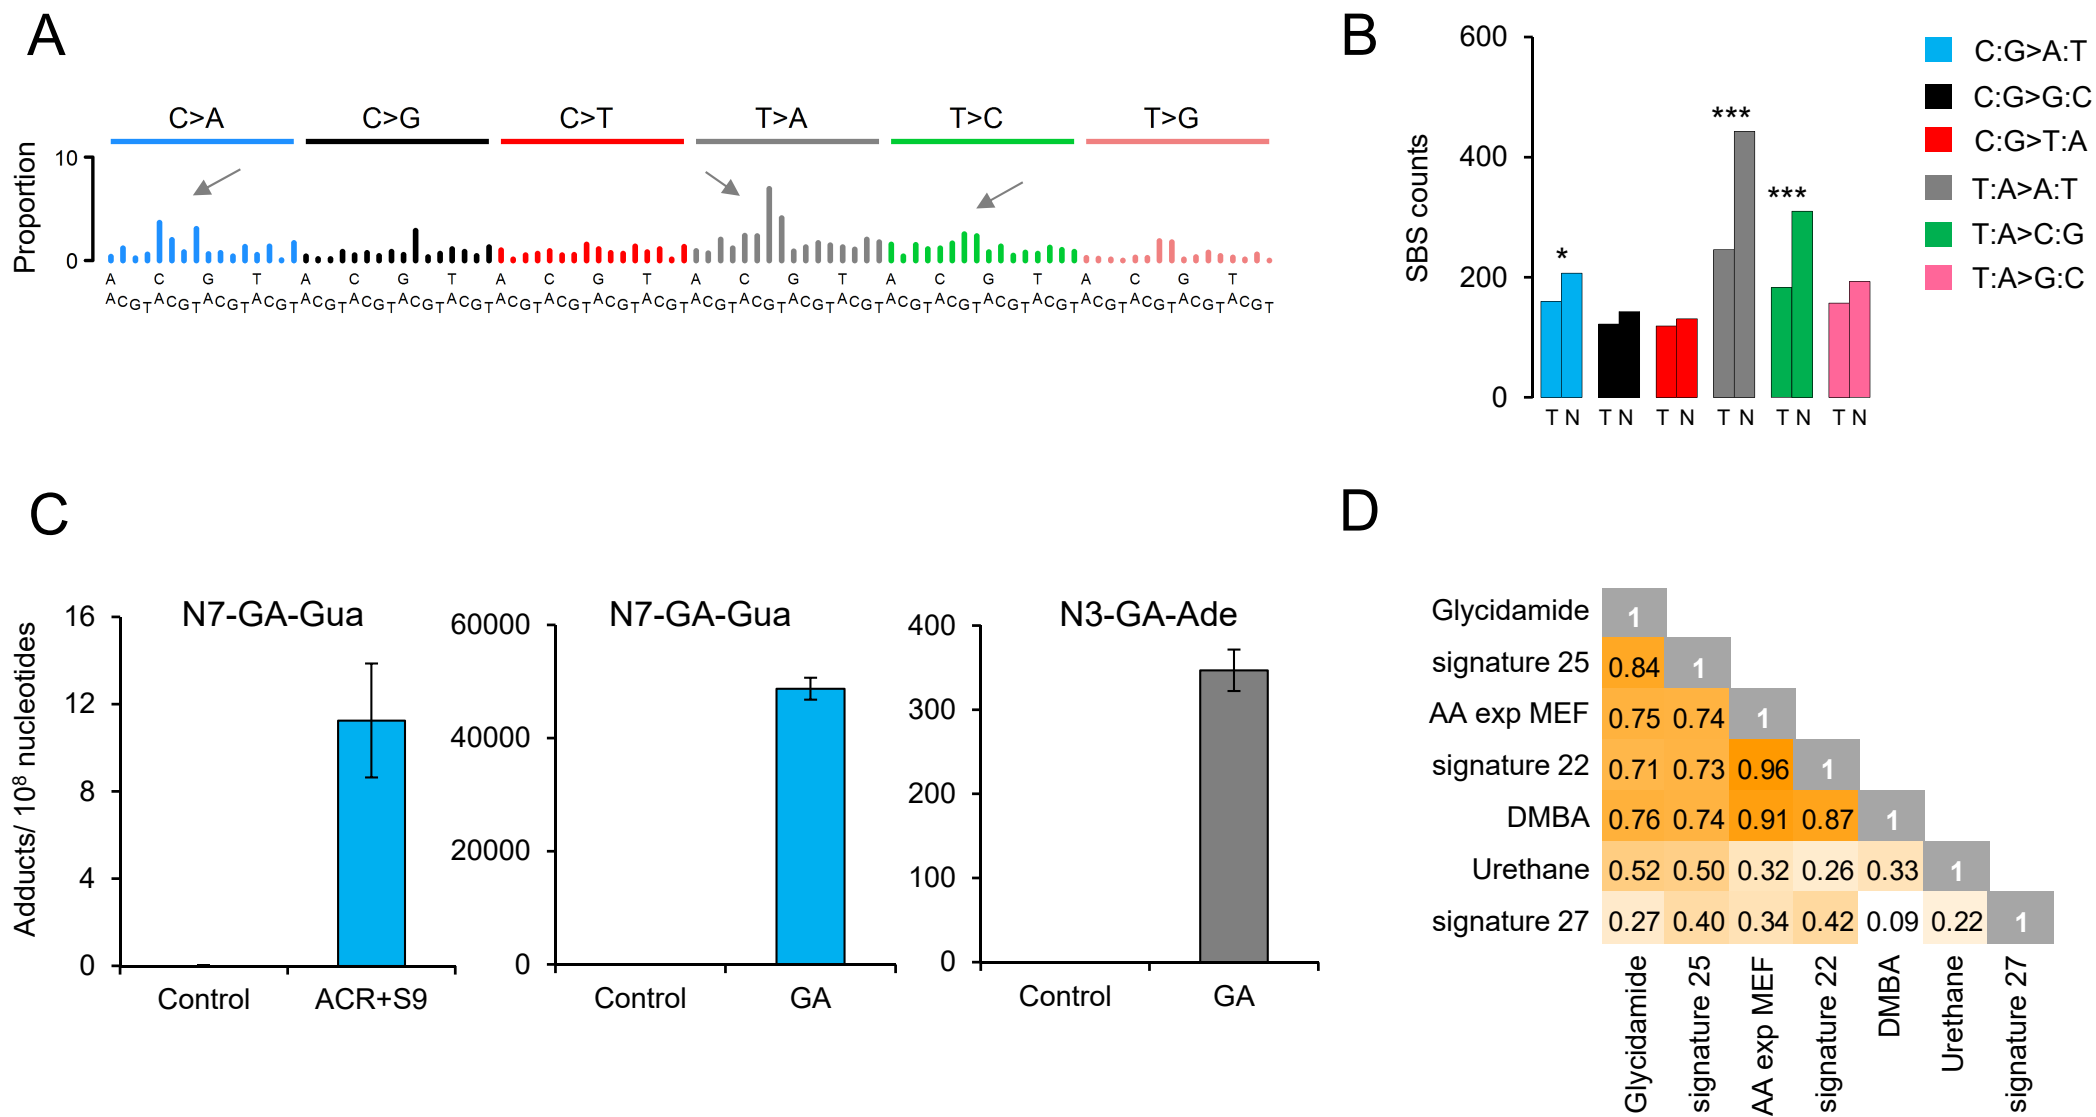 A
C>A C>G C>T T>A T>C T>G
Proportion
10
0
A C G T A C G T A C G T A C G T A C G T A C G T
ACGTACGTACGTACGT ACGTACGTACGTACGT ACGTACGTACGTACGT ACGTACGTACGTACGT ACGTACGTACGTACGT ACGTACGTACGTACGT
B
SBS counts
600
400
200
0
*
***
***
T N T N T N T N T N T N
C:G>A:T
C:G>G:C
C:G>T:A
T:A>A:T
T:A>C:G
T:A>G:C
C
Adducts/ 10⁸ nucleotides
N7-GA-Gua
16
12
8
4
0
Control ACR+S9
N7-GA-Gua
60000
40000
20000
0
Control GA
N3-GA-Ade
400
300
200
100
0
Control GA
D
Glycidamide 1
signature 25 0.84 1
AA exp MEF 0.75 0.74 1
signature 22 0.71 0.73 0.96 1
DMBA 0.76 0.74 0.91 0.87 1
Urethane 0.52 0.50 0.32 0.26 0.33 1
signature 27 0.27 0.40 0.34 0.42 0.09 0.22 1
Glycidamide
signature 25
AA exp MEF
signature 22
DMBA
Urethane
signature 27